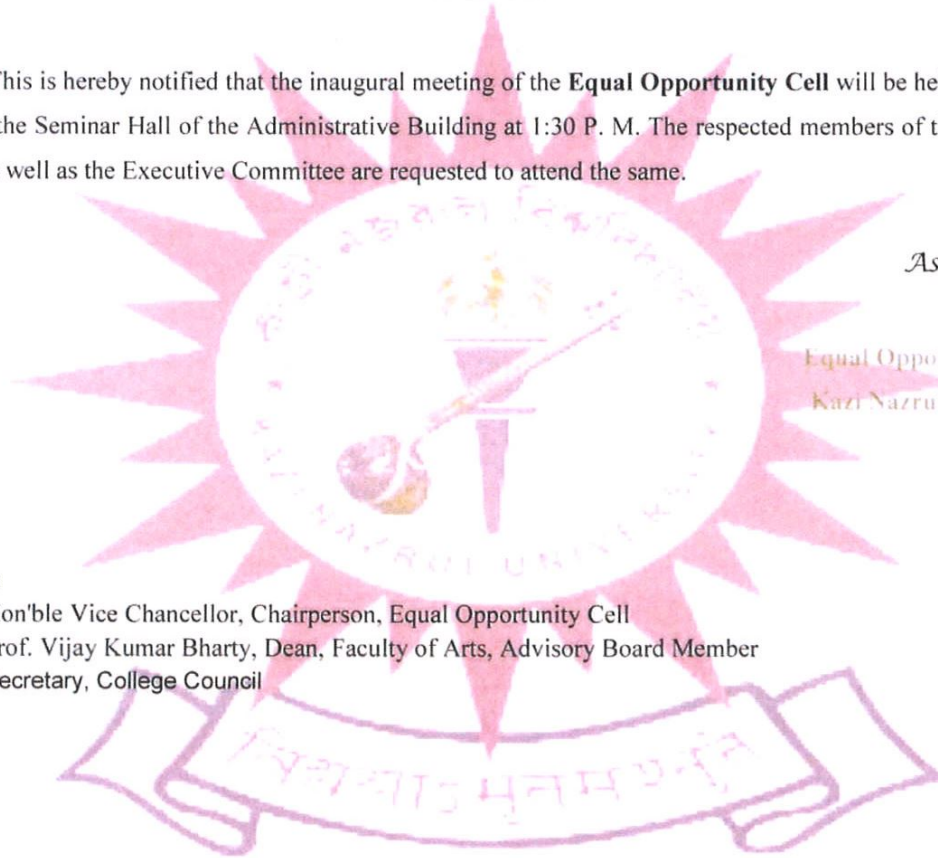 This is hereby notified that the inaugural meeting of the Equal Opportunity Cell will be he
the Seminar Hall of the Administrative Building at 1:30 P. M. The respected members of t
well as the Executive Committee are requested to attend the same.
As
Equal Oppo
Kazi Nazru
NAZRUL UNIVERSITY
on'ble Vice Chancellor, Chairperson, Equal Opportunity Cell
rof. Vijay Kumar Bharty, Dean, Faculty of Arts, Advisory Board Member
ecretary, College Council